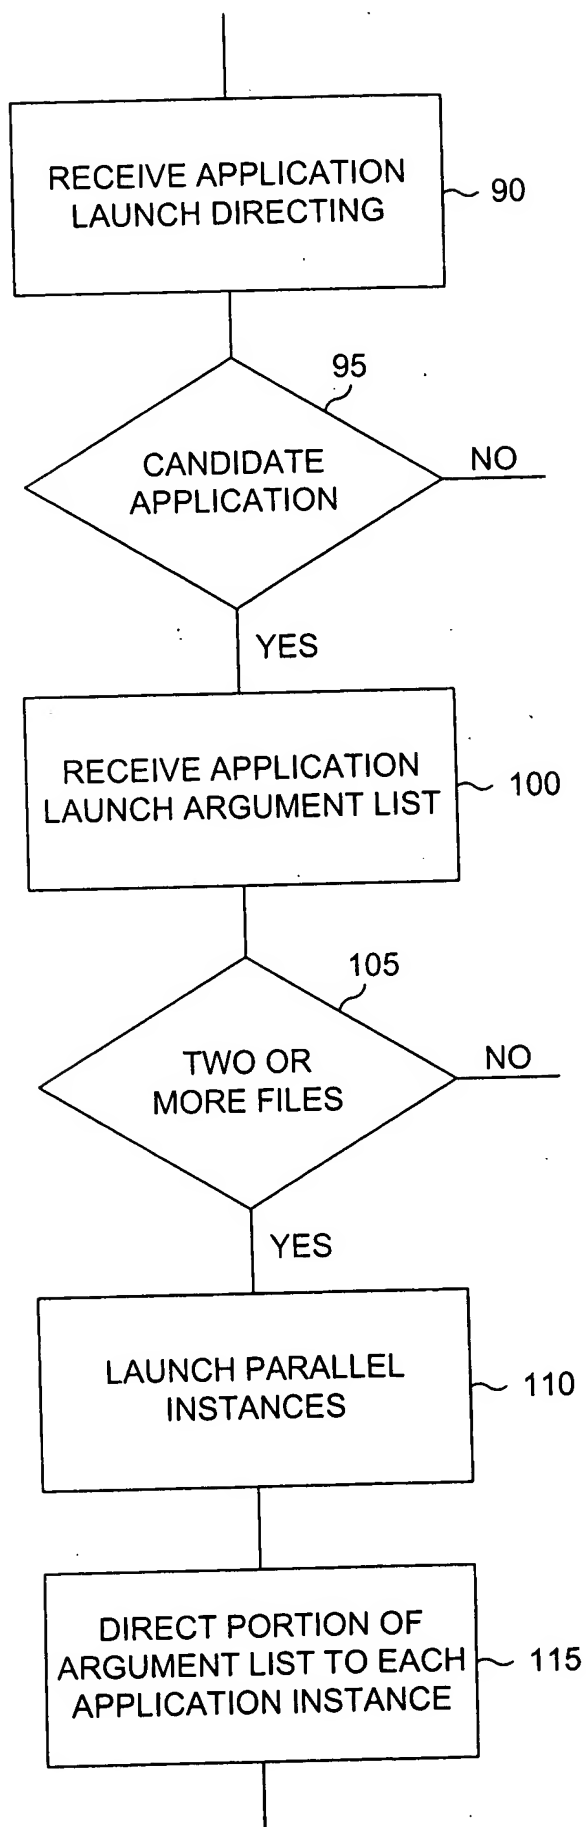 RECEIVE APPLICATION
LAUNCH DIRECTING
90
95
CANDIDATE
APPLICATION
NO
YES
RECEIVE APPLICATION
LAUNCH ARGUMENT LIST
100
105
TWO OR
MORE FILES
NO
YES
LAUNCH PARALLEL
INSTANCES
110
DIRECT PORTION OF
ARGUMENT LIST TO EACH
APPLICATION INSTANCE
115